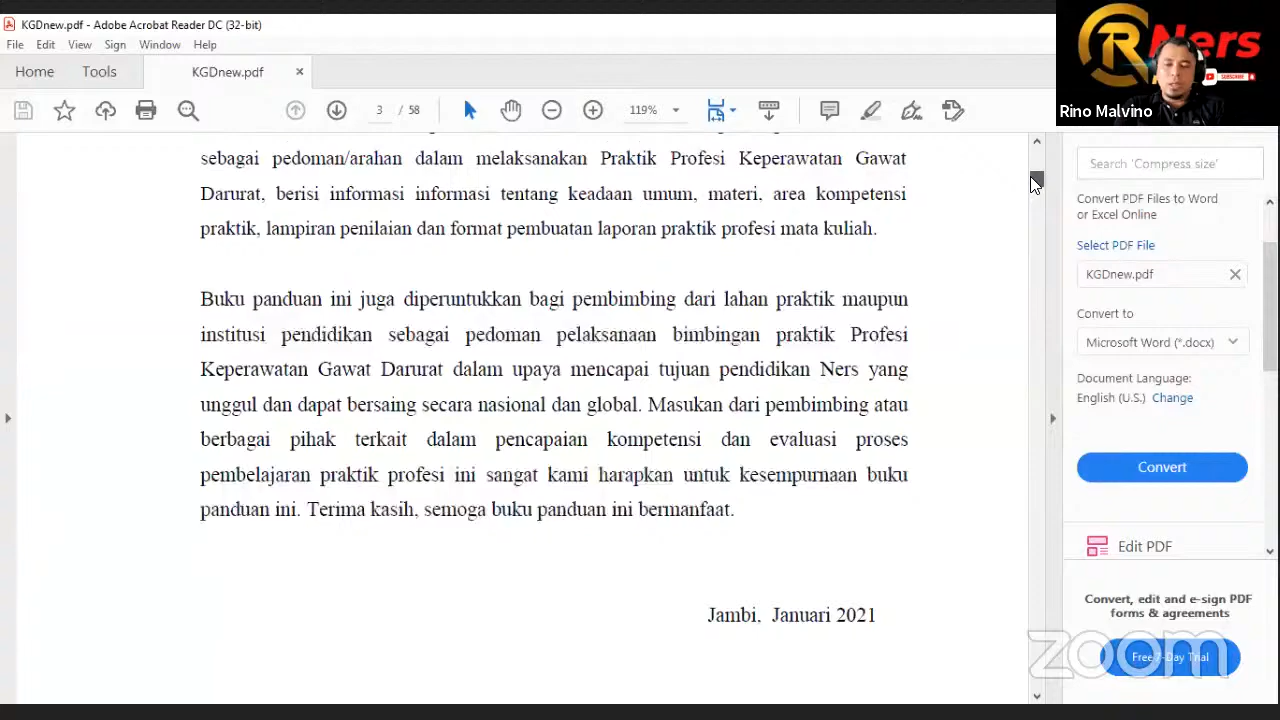 KGDnew.pdf - Adobe Acrobat Reader DC (32-bit)
File Edit View Sign Window Help
Home Tools KGDnew.pdf ×
3 / 58 119%
Ners
SUBSCRIBE
Rino Malvino
sebagai pedoman/arahan dalam melaksanakan Praktik Profesi Keperawatan Gawat
Darurat, berisi informasi informasi tentang keadaan umum, materi, area kompetensi
praktik, lampiran penilaian dan format pembuatan laporan praktik profesi mata kuliah.
Buku panduan ini juga diperuntukkan bagi pembimbing dari lahan praktik maupun
institusi pendidikan sebagai pedoman pelaksanaan bimbingan praktik Profesi
Keperawatan Gawat Darurat dalam upaya mencapai tujuan pendidikan Ners yang
unggul dan dapat bersaing secara nasional dan global. Masukan dari pembimbing atau
berbagai pihak terkait dalam pencapaian kompetensi dan evaluasi proses
pembelajaran praktik profesi ini sangat kami harapkan untuk kesempurnaan buku
panduan ini. Terima kasih, semoga buku panduan ini bermanfaat.
Jambi, Januari 2021
Search 'Compress size'
Convert PDF Files to Word
or Excel Online
Select PDF File
KGDnew.pdf
Convert to
Microsoft Word (*.docx)
Document Language:
English (U.S.) Change
Convert
Edit PDF
Convert, edit and e-sign PDF
forms & agreements
Free 7-Day Trial
zoom